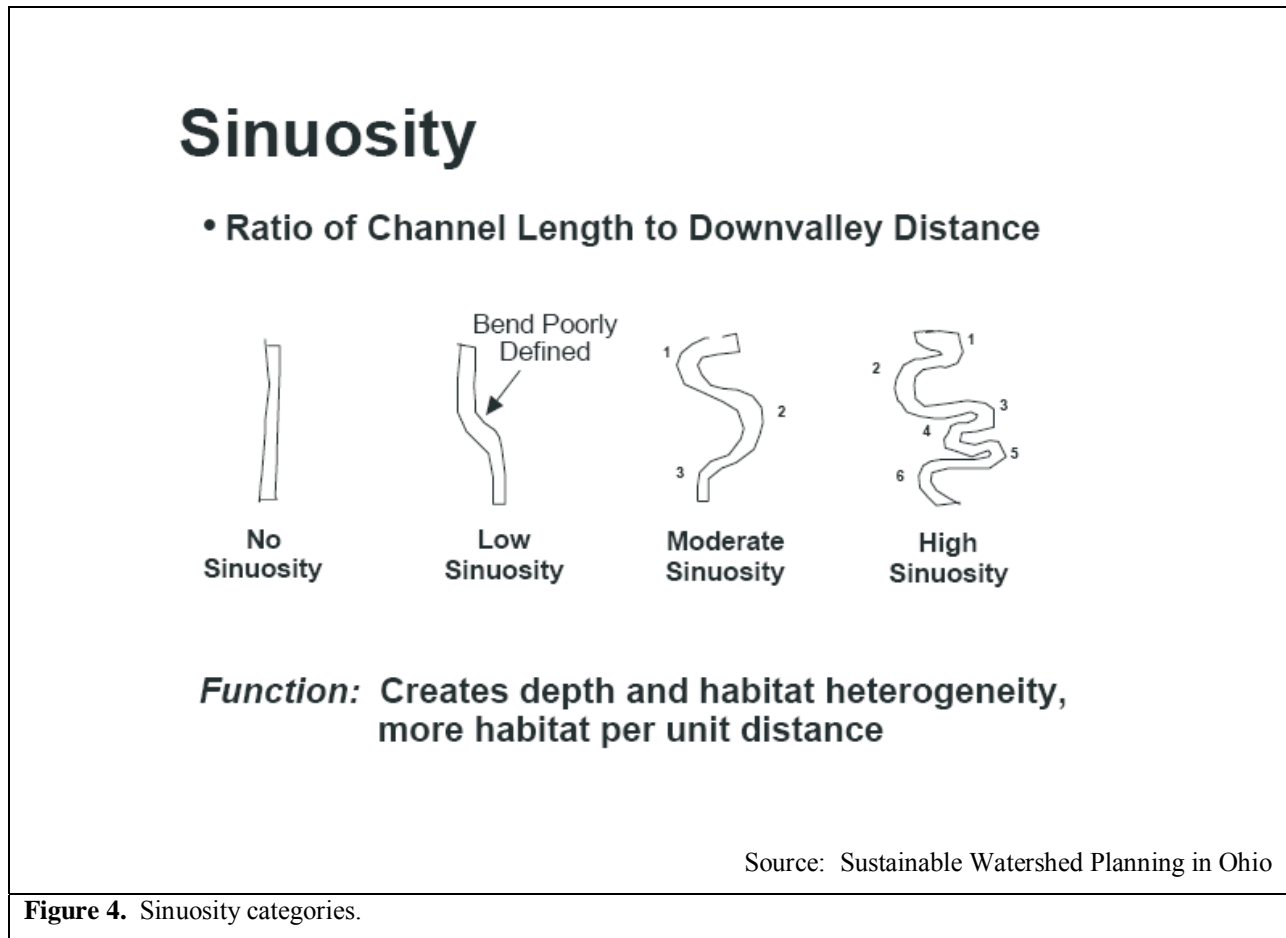 Sinuosity
• Ratio of Channel Length to Downvalley Distance
Bend Poorly
Defined
1
2
3
1
2
3
4
5
6
No
Sinuosity
Low
Sinuosity
Moderate
Sinuosity
High
Sinuosity
Function: Creates depth and habitat heterogeneity,
more habitat per unit distance
Source: Sustainable Watershed Planning in Ohio
Figure 4. Sinuosity categories.